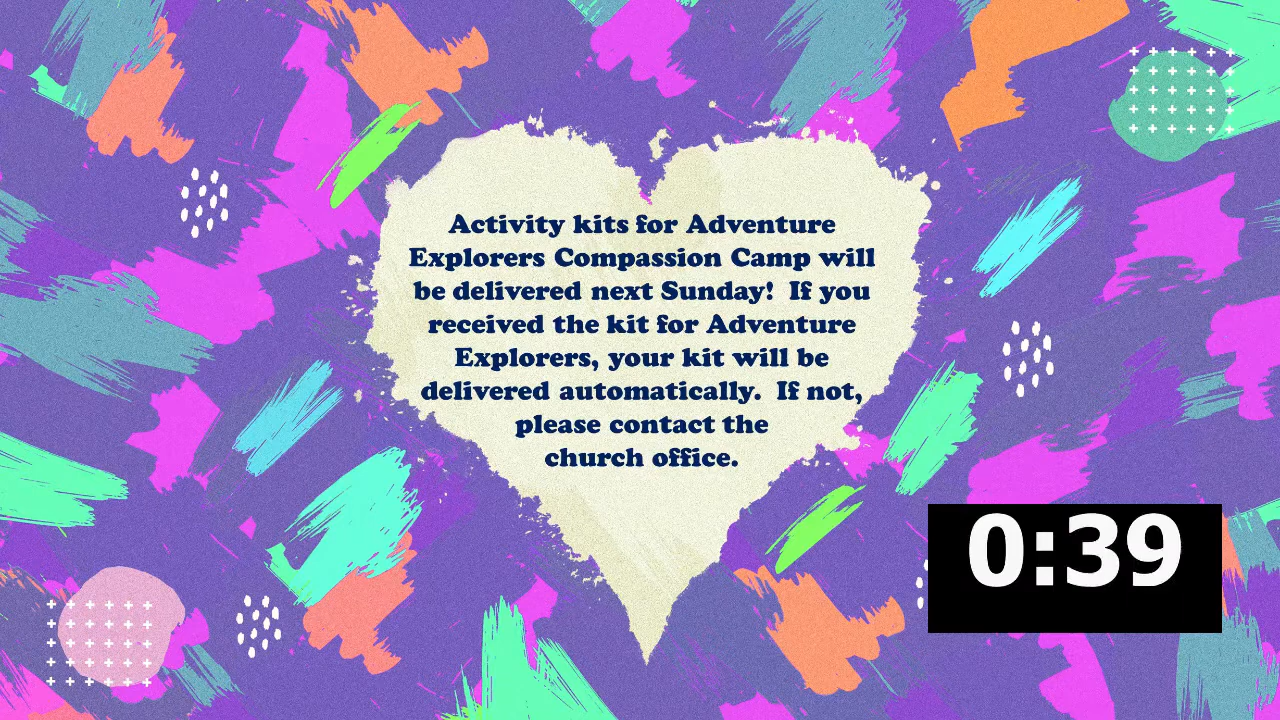 Activity kits for Adventure
Explorers Compassion Camp will
be delivered next Sunday!  If you
received the kit for Adventure
Explorers, your kit will be
delivered automatically.  If not,
please contact the
church office.
0:39